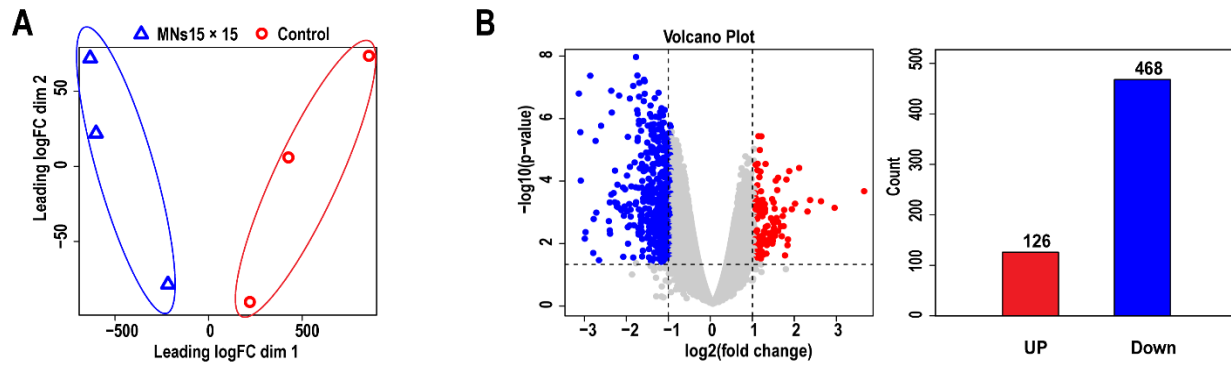 A
MNs15 × 15 Control
Leading logFC dim 2
50
0
−50
−500 0 500
Leading logFC dim 1
B
Volcano Plot
−log10(p−value)
8
6
4
2
0
−3 −2 −1 0 1 2 3
log2(fold change)
Count
500
400
300
200
100
0
126
468
UP Down